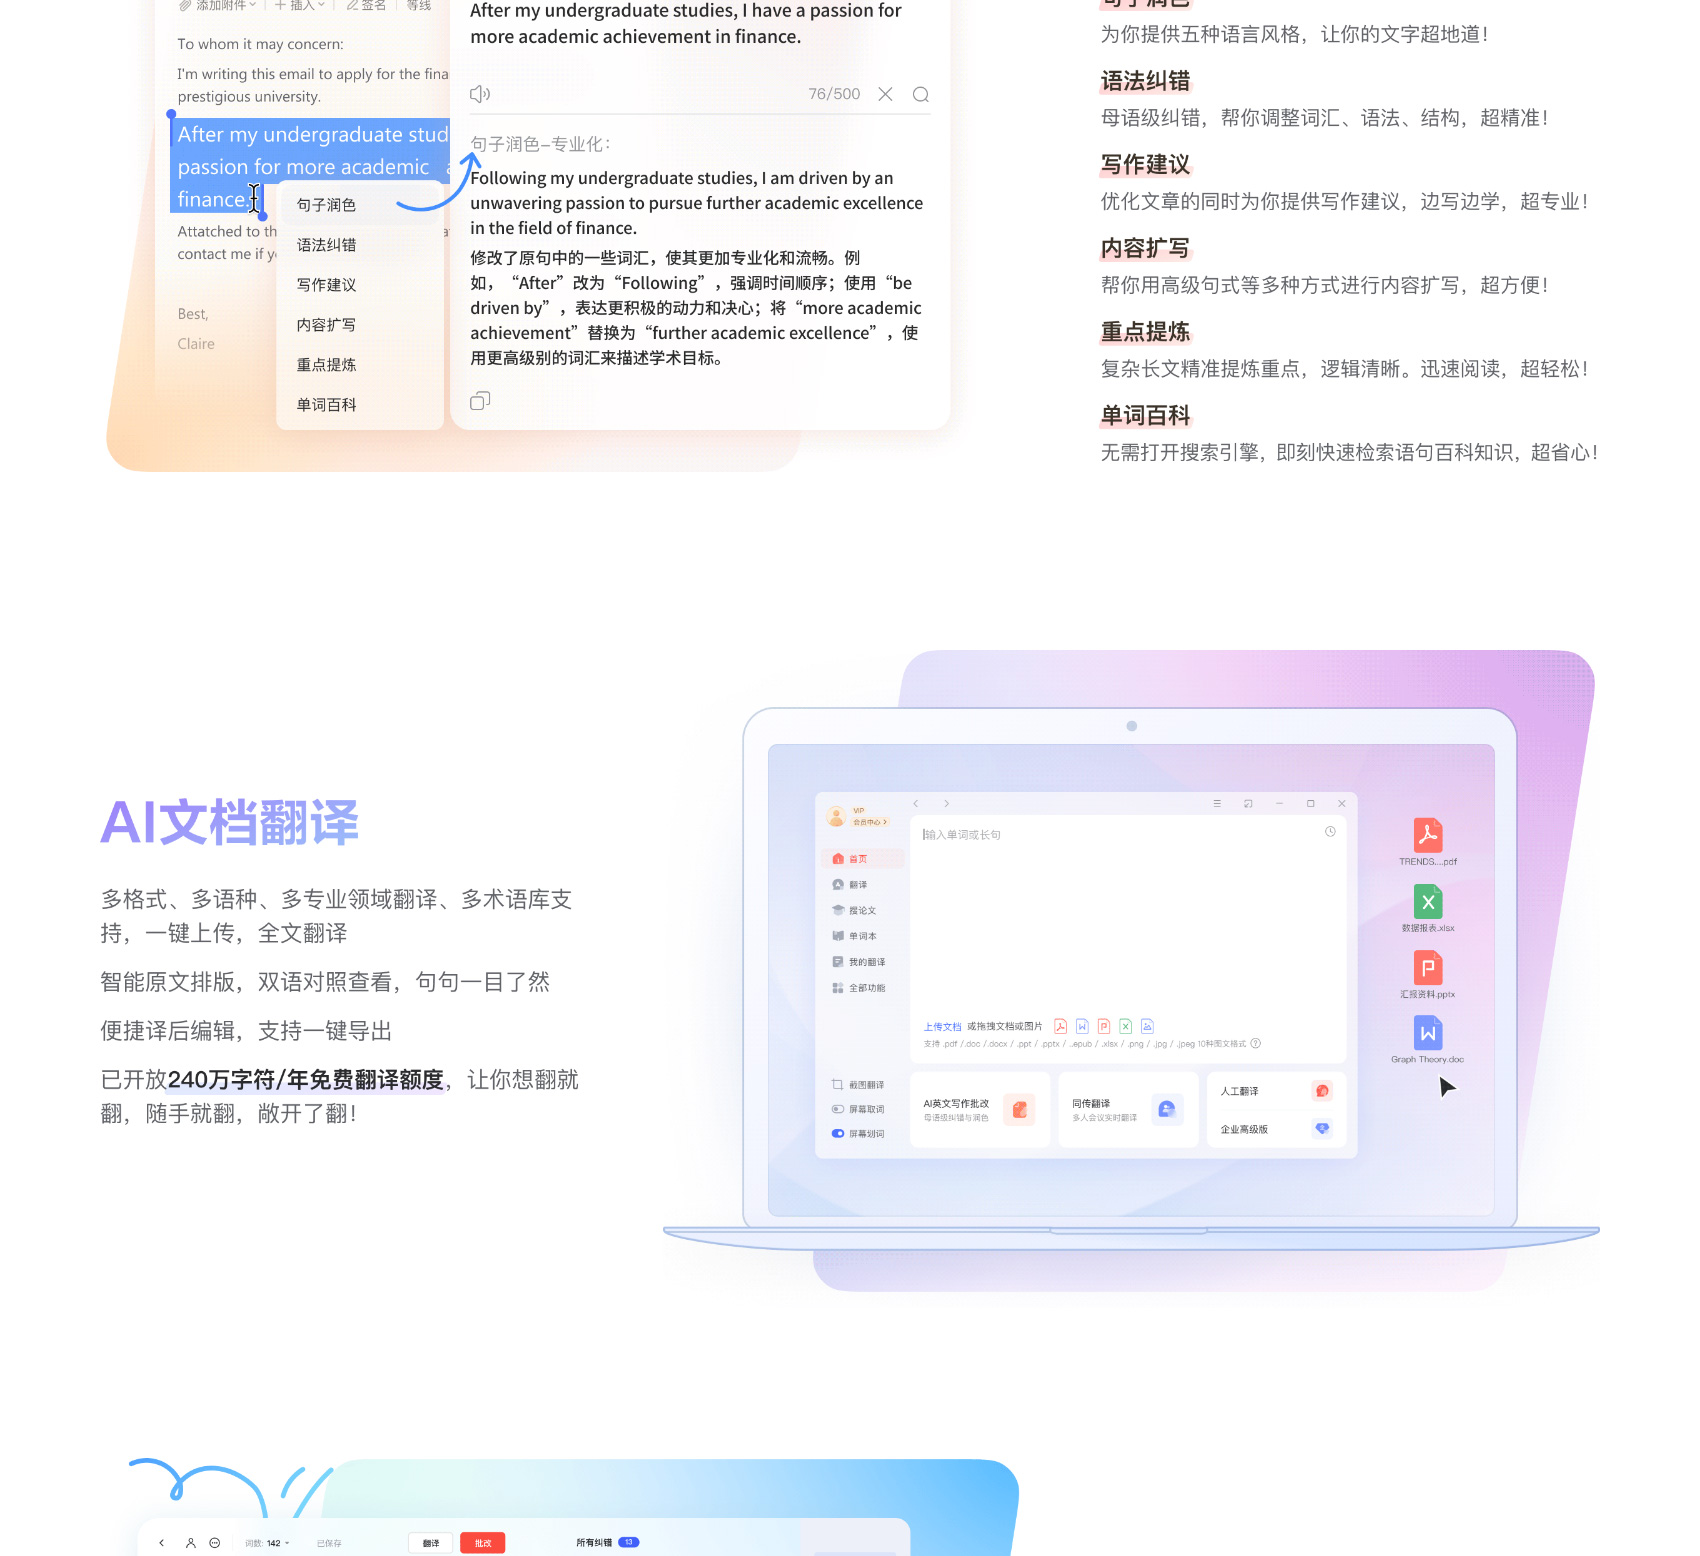 添加附件
插入
签名
等线
To whom it may concern:
I'm writing this email to apply for the fina
prestigious university.
After my undergraduate stud
passion for more academic
finance.
Attatched to th
contact me if y
Best,
Claire
句子润色
语法纠错
写作建议
内容扩写
重点提炼
单词百科
After my undergraduate studies, I have a passion for
more academic achievement in finance.
76/500
句子润色-专业化:
Following my undergraduate studies, I am driven by an
unwavering passion to pursue further academic excellence
in the field of finance.
修改了原句中的一些词汇，使其更加专业化和流畅。例
如，“After”改为“Following”，强调时间顺序；使用“be
driven by”，表达更积极的动力和决心；将“more academic
achievement”替换为“further academic excellence”，使
用更高级别的词汇来描述学术目标。
句子润色
为你提供五种语言风格，让你的文字超地道！
语法纠错
母语级纠错，帮你调整词汇、语法、结构，超精准！
写作建议
优化文章的同时为你提供写作建议，边写边学，超专业！
内容扩写
帮你用高级句式等多种方式进行内容扩写，超方便！
重点提炼
复杂长文精准提炼重点，逻辑清晰。迅速阅读，超轻松！
单词百科
无需打开搜索引擎，即刻快速检索语句百科知识，超省心！
AI文档翻译
多格式、多语种、多专业领域翻译、多术语库支
持，一键上传，全文翻译
智能原文排版，双语对照查看，句句一目了然
便捷译后编辑，支持一键导出
已开放240万字符/年免费翻译额度，让你想翻就
翻，随手就翻，敞开了翻！
VIP
会员中心
首页
翻译
搜论文
单词本
我的翻译
全部功能
截图翻译
屏幕取词
屏幕划词
输入单词或长句
上传文档 或拖拽文档或图片
支持 .pdf /.doc /.docx / .ppt / .pptx / ..epub / .xlsx / .png / .jpg / .jpeg 10种图文格式
AI英文写作批改
母语级纠错与润色
同传翻译
多人会议实时翻译
人工翻译
企业高级版
TRENDS....pdf
数据报表.xlsx
汇报资料.pptx
Graph Theory.doc
词数: 142
已保存
翻译
批改
所有纠错 13